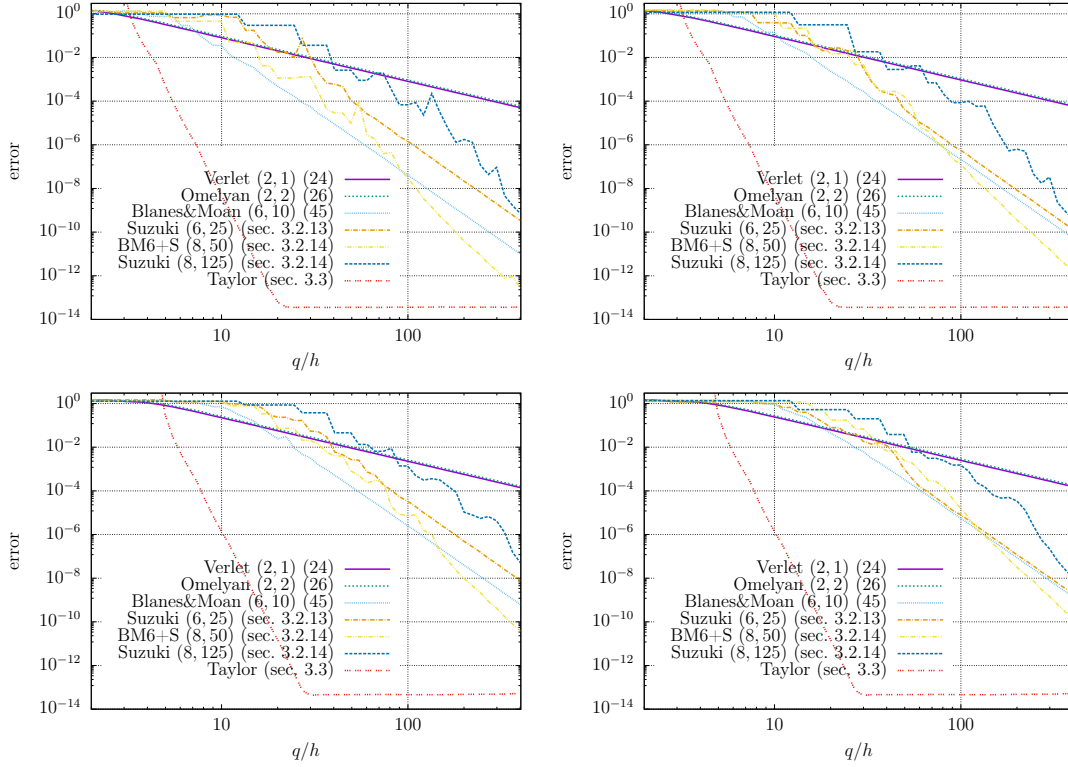 10^0
10^−2
10^−4
10^−6
10^−8
10^−10
10^−12
10^−14
error
10
100
q/h
Verlet (2, 1) (24)
Omelyan (2, 2) (26)
Blanes&Moan (6, 10) (45)
Suzuki (6, 25) (sec. 3.2.13)
BM6+S (8, 50) (sec. 3.2.14)
Suzuki (8, 125) (sec. 3.2.14)
Taylor (sec. 3.3)
10^0
10^−2
10^−4
10^−6
10^−8
10^−10
10^−12
10^−14
error
10
100
q/h
Verlet (2, 1) (24)
Omelyan (2, 2) (26)
Blanes&Moan (6, 10) (45)
Suzuki (6, 25) (sec. 3.2.13)
BM6+S (8, 50) (sec. 3.2.14)
Suzuki (8, 125) (sec. 3.2.14)
Taylor (sec. 3.3)
10^0
10^−2
10^−4
10^−6
10^−8
10^−10
10^−12
10^−14
error
10
100
q/h
Verlet (2, 1) (24)
Omelyan (2, 2) (26)
Blanes&Moan (6, 10) (45)
Suzuki (6, 25) (sec. 3.2.13)
BM6+S (8, 50) (sec. 3.2.14)
Suzuki (8, 125) (sec. 3.2.14)
Taylor (sec. 3.3)
10^0
10^−2
10^−4
10^−6
10^−8
10^−10
10^−12
10^−14
error
10
100
q/h
Verlet (2, 1) (24)
Omelyan (2, 2) (26)
Blanes&Moan (6, 10) (45)
Suzuki (6, 25) (sec. 3.2.13)
BM6+S (8, 50) (sec. 3.2.14)
Suzuki (8, 125) (sec. 3.2.14)
Taylor (sec. 3.3)